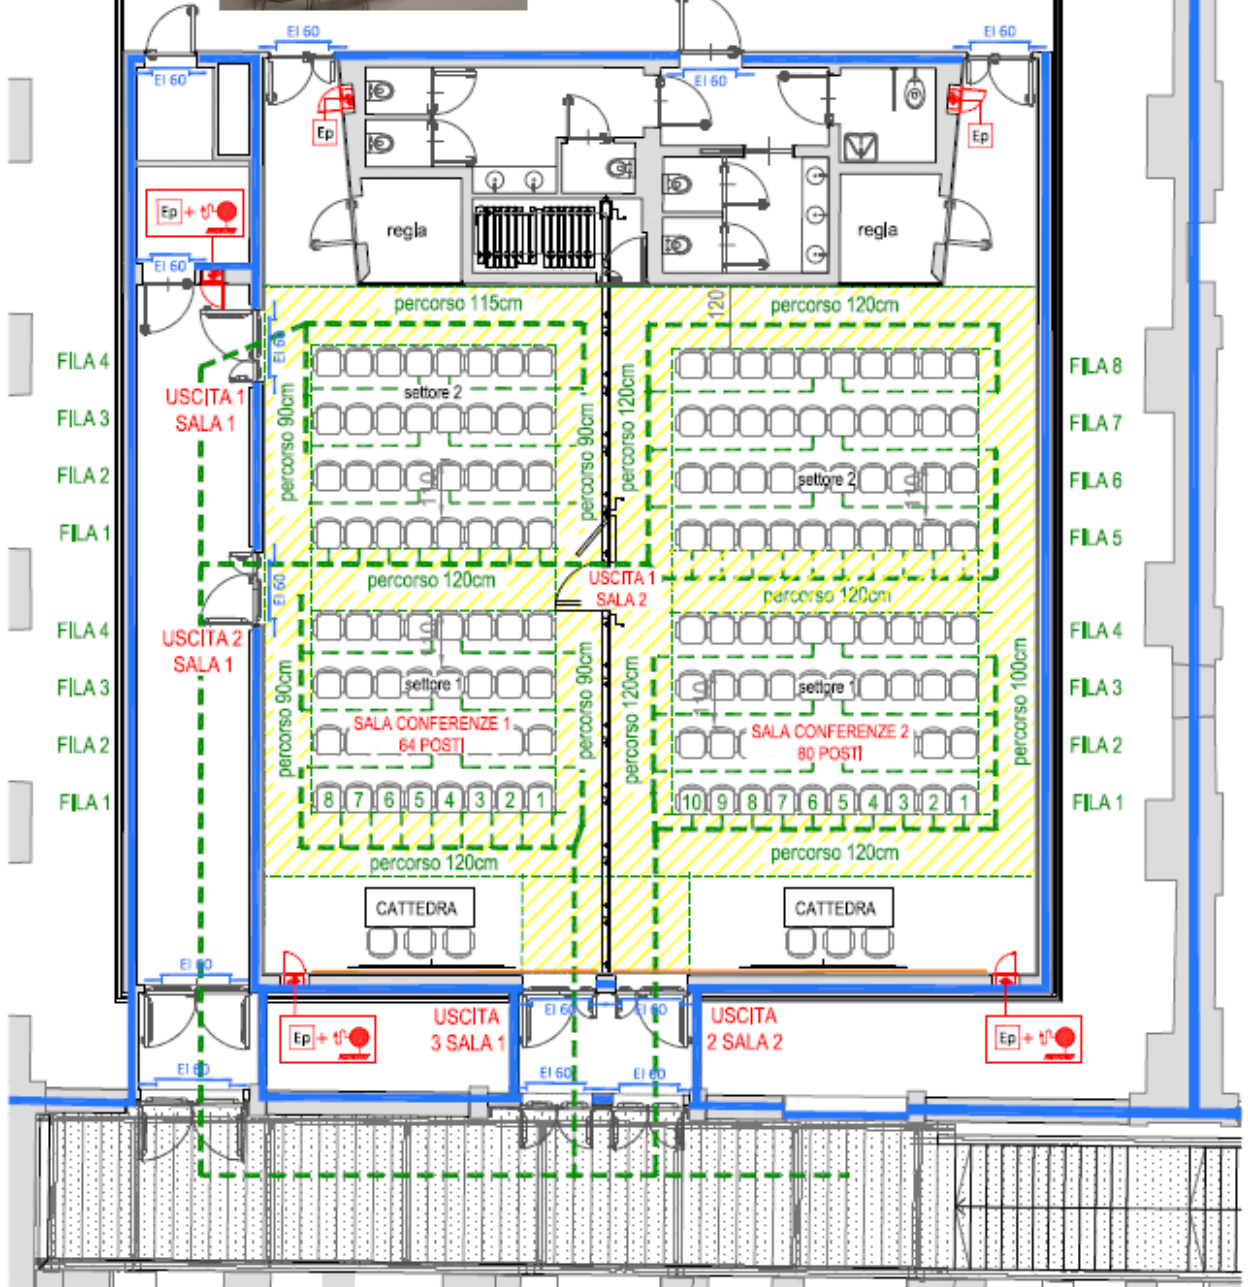 EI 60
EI 60
EI 60
EI 60
Ep
Ep
Ep +
EI 60
regla
regla
percorso 115cm
percorso 120cm
120
EI 60
FILA 4
FILA 8
USCITA 1
SALA 1
settore 2
percorso 90cm
percorso 90cm
percorso 120cm
FILA 3
FILA 7
FILA 2
FILA 6
110
settore 2
110
FILA 1
FILA 5
EI 60
percorso 120cm
USCITA 1
SALA 2
percorso 120cm
FILA 4
FILA 4
USCITA 2
SALA 1
110
percorso 90cm
percorso 90cm
percorso 120cm
percorso 100cm
FILA 3
settore 1
110
settore 1
FILA 3
SALA CONFERENZE 1
64 POSTI
SALA CONFERENZE 2
80 POSTI
FILA 2
FILA 2
FILA 1
8 7 6 5 4 3 2 1
10 9 8 7 6 5 4 3 2 1
FILA 1
percorso 120cm
percorso 120cm
CATTEDRA
CATTEDRA
EI 60
EI 60
EI 60
Ep +
USCITA
3 SALA 1
USCITA
2 SALA 2
Ep +
EI 60
EI 60
EI 60